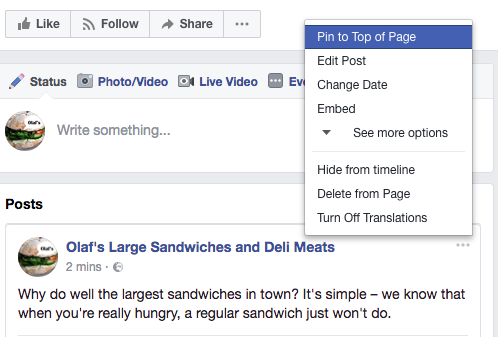 Like
Follow
Share
Status
Photo/Video
Live Video
Eve
Olaf's
Write something...
Pin to Top of Page
Edit Post
Change Date
Embed
See more options
Hide from timeline
Delete from Page
Turn Off Translations
Posts
Olaf's
Olaf's Large Sandwiches and Deli Meats
2 mins ·
Why do well the largest sandwiches in town? It's simple – we know that
when you're really hungry, a regular sandwich just won't do.